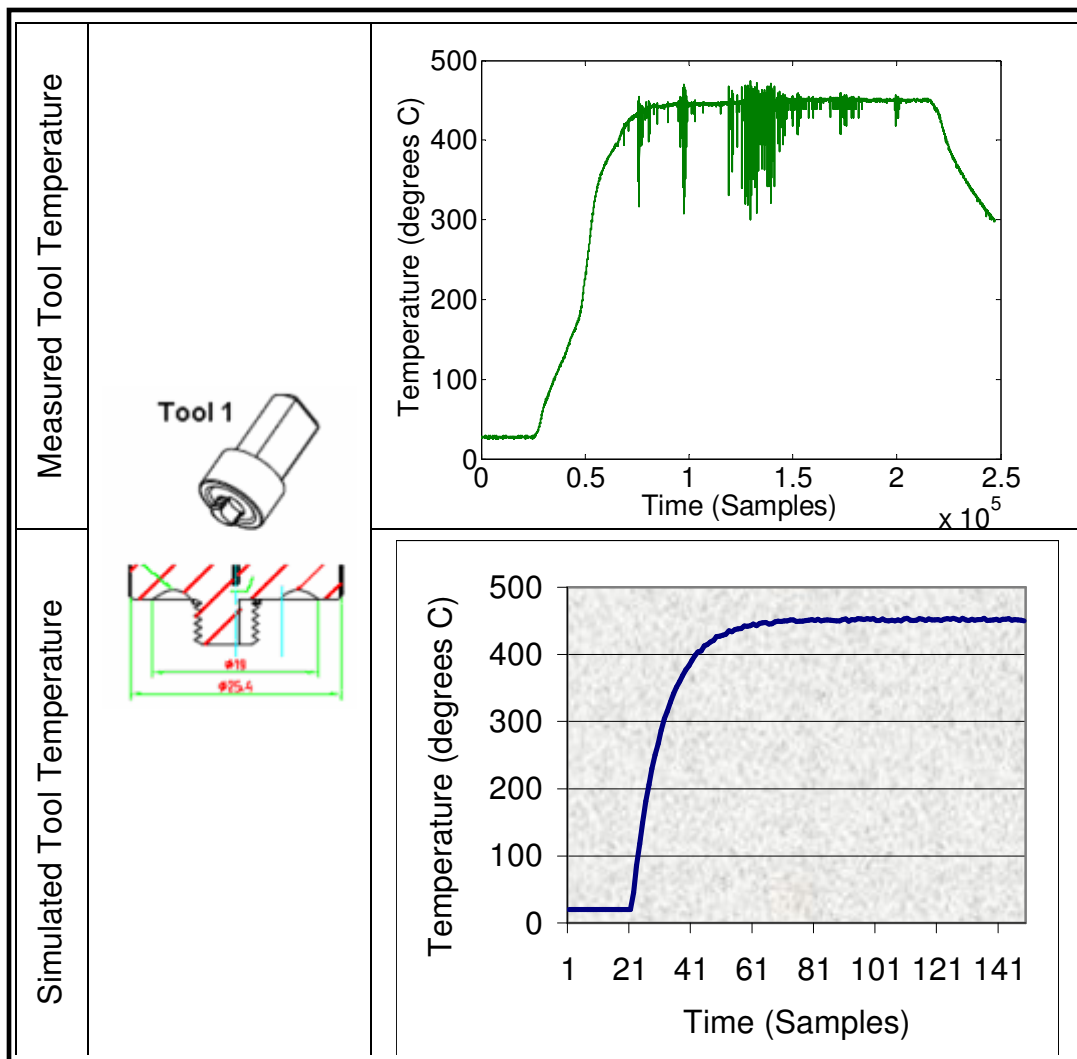 Measured Tool Temperature
Simulated Tool Temperature
Tool 1
ϕ19
ϕ25.4
Temperature (degrees C)
500
400
300
200
100
0
0 0.5 1 1.5 2 2.5
Time (Samples)
x 10^5
Temperature (degrees C)
500
400
300
200
100
0
1 21 41 61 81 101 121 141
Time (Samples)